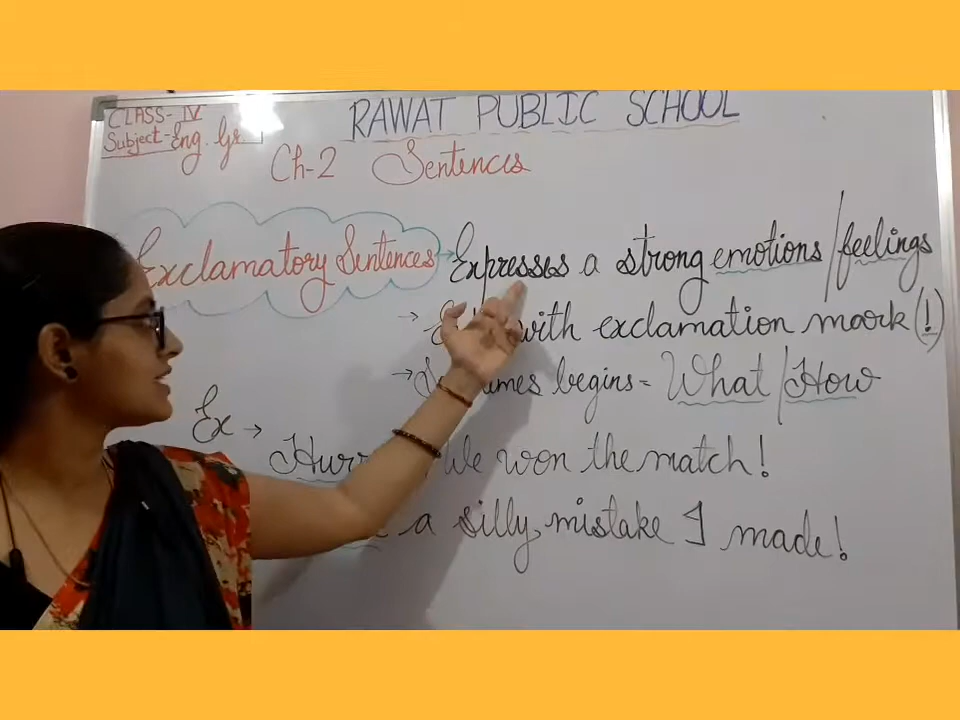 RAWAT PUBLIC SCHOOL
CLASS - IV
Subject - Eng. Gr
Ch-2 Sentences
Exclamatory Sentences → Expresses a strong emotions/feelings
→ with exclamation mark (!)
→ begins = What/How
Ex →
We won the match!
a silly mistake I made!